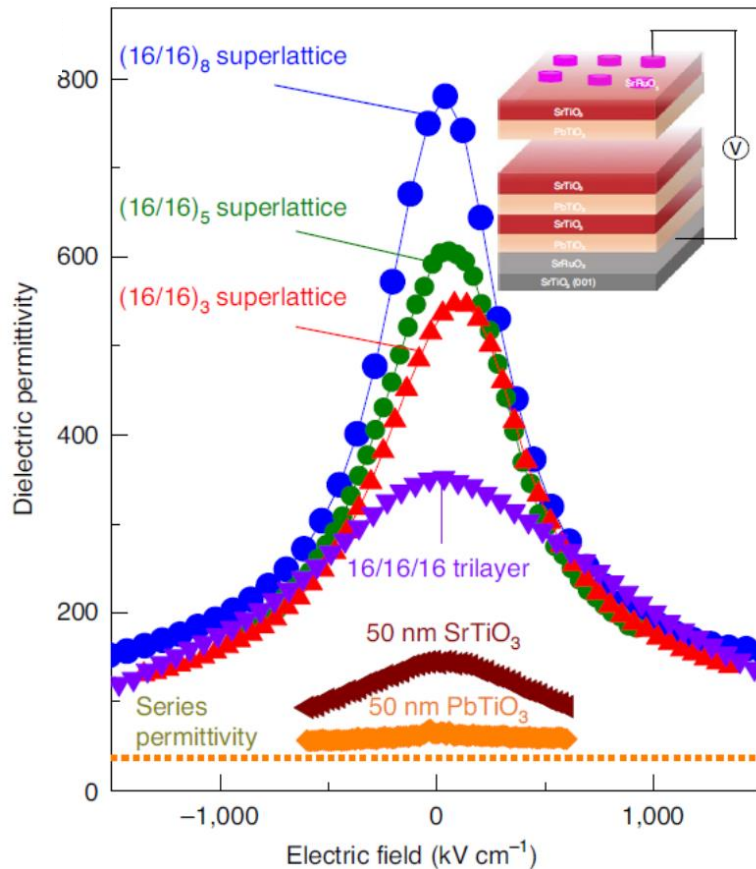 800
600
400
200
0
Dielectric permittivity
–1,000
0
1,000
Electric field (kV cm⁻¹)
(16/16)₈ superlattice
(16/16)₅ superlattice
(16/16)₃ superlattice
16/16/16 trilayer
50 nm SrTiO₃
50 nm PbTiO₃
Series
permittivity
SrRuO₃
SrTiO₃
PbTiO₃
V
SrTiO₃
PbTiO₃
SrTiO₃
PbTiO₃
SrRuO₃
SrTiO₃ (001)